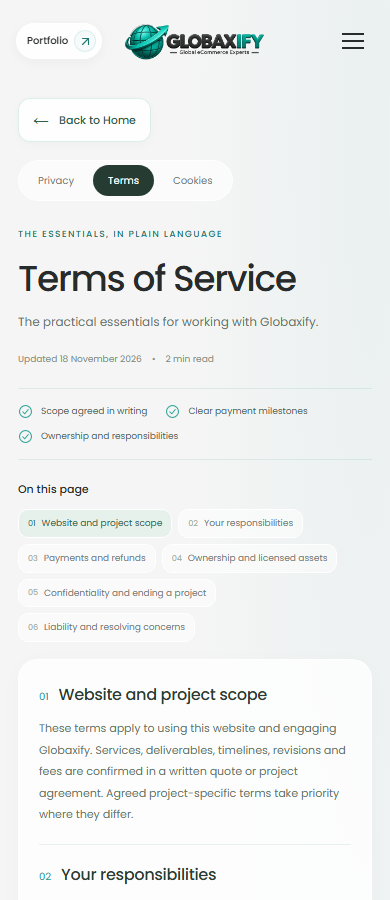 Portfolio
GLOBAXIFY
Global eCommerce Experts
Back to Home
Privacy
Terms
Cookies
THE ESSENTIALS, IN PLAIN LANGUAGE
Terms of Service
The practical essentials for working with Globaxify.
Updated 18 November 2026 • 2 min read
Scope agreed in writing
Clear payment milestones
Ownership and responsibilities
On this page
01 Website and project scope
02 Your responsibilities
03 Payments and refunds
04 Ownership and licensed assets
05 Confidentiality and ending a project
06 Liability and resolving concerns
01 Website and project scope
These terms apply to using this website and engaging
Globaxify. Services, deliverables, timelines, revisions and
fees are confirmed in a written quote or project
agreement. Agreed project-specific terms take priority
where they differ.
02 Your responsibilities